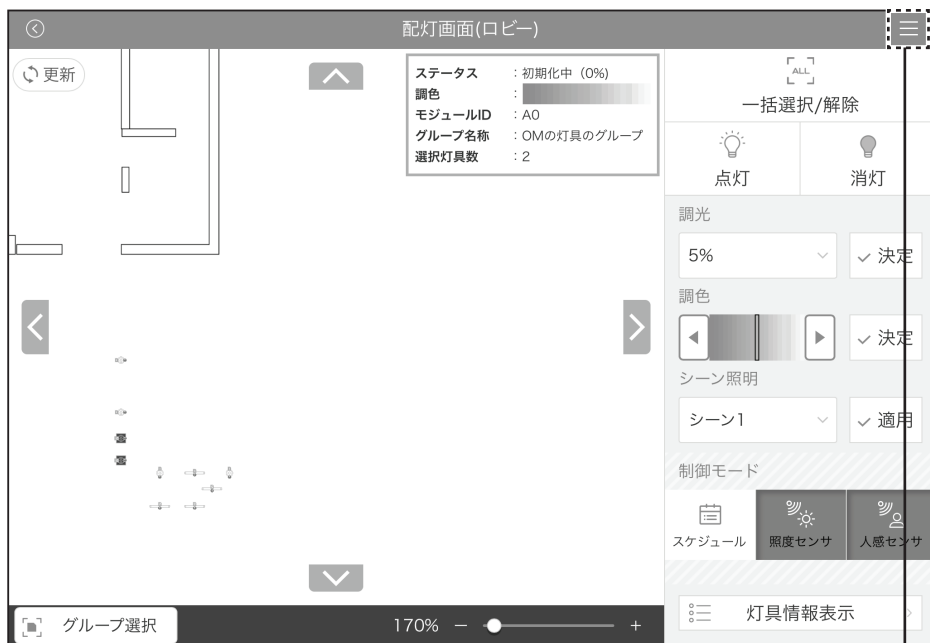 配灯画面(ロビー)
更新
ステータス :初期化中(0%)
調色 :
モジュールID :A0
グループ名称 :OMの灯具のグループ
選択灯具数 :2
ALL
一括選択/解除
点灯 消灯
調光
5% 決定
調色
決定
シーン照明
シーン1 適用
制御モード
スケジュール 照度センサ 人感センサ
灯具情報表示
グループ選択 170% − +